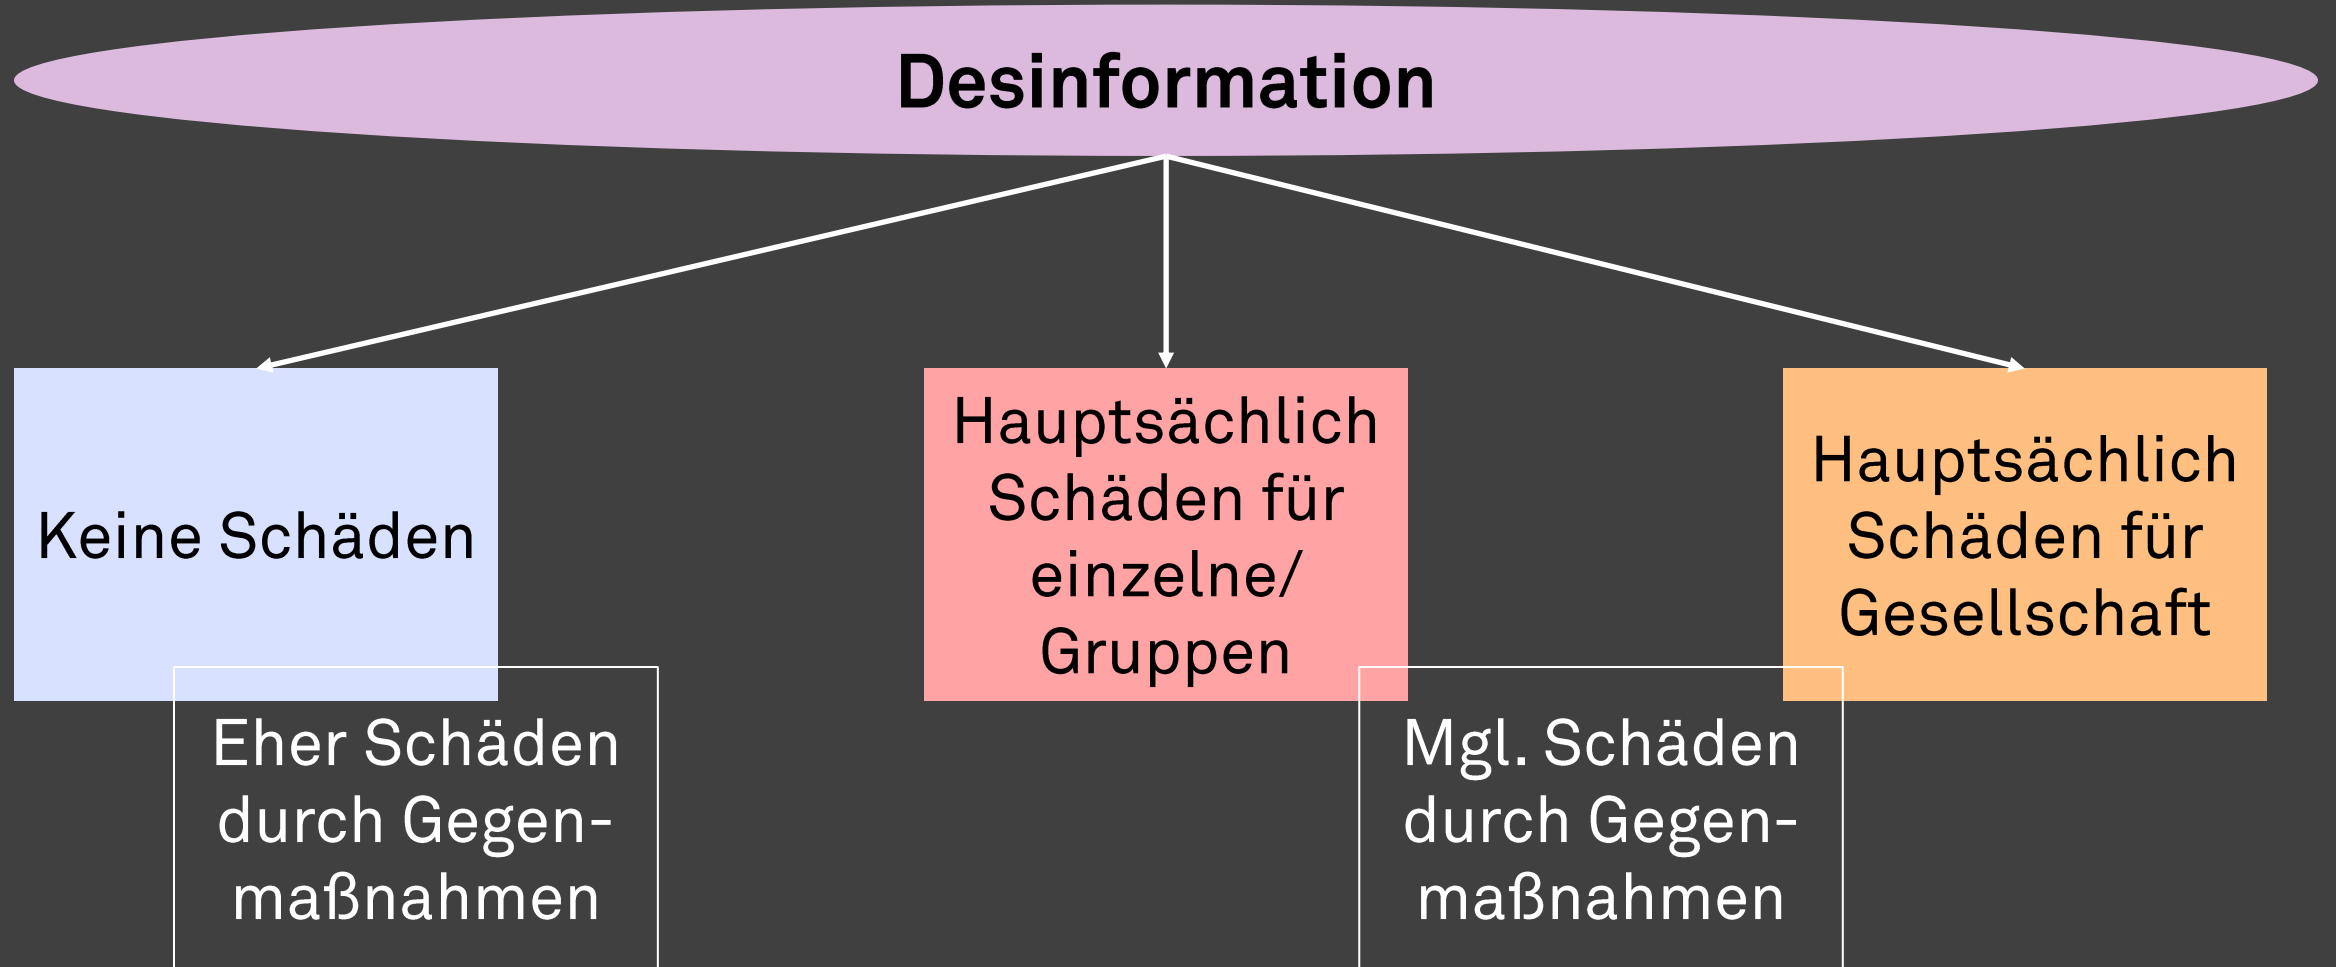 Desinformation
Keine Schäden
Hauptsächlich
Schäden für
einzelne/
Gruppen
Hauptsächlich
Schäden für
Gesellschaft
Eher Schäden
durch Gegen-
maßnahmen
Mgl. Schäden
durch Gegen-
maßnahmen